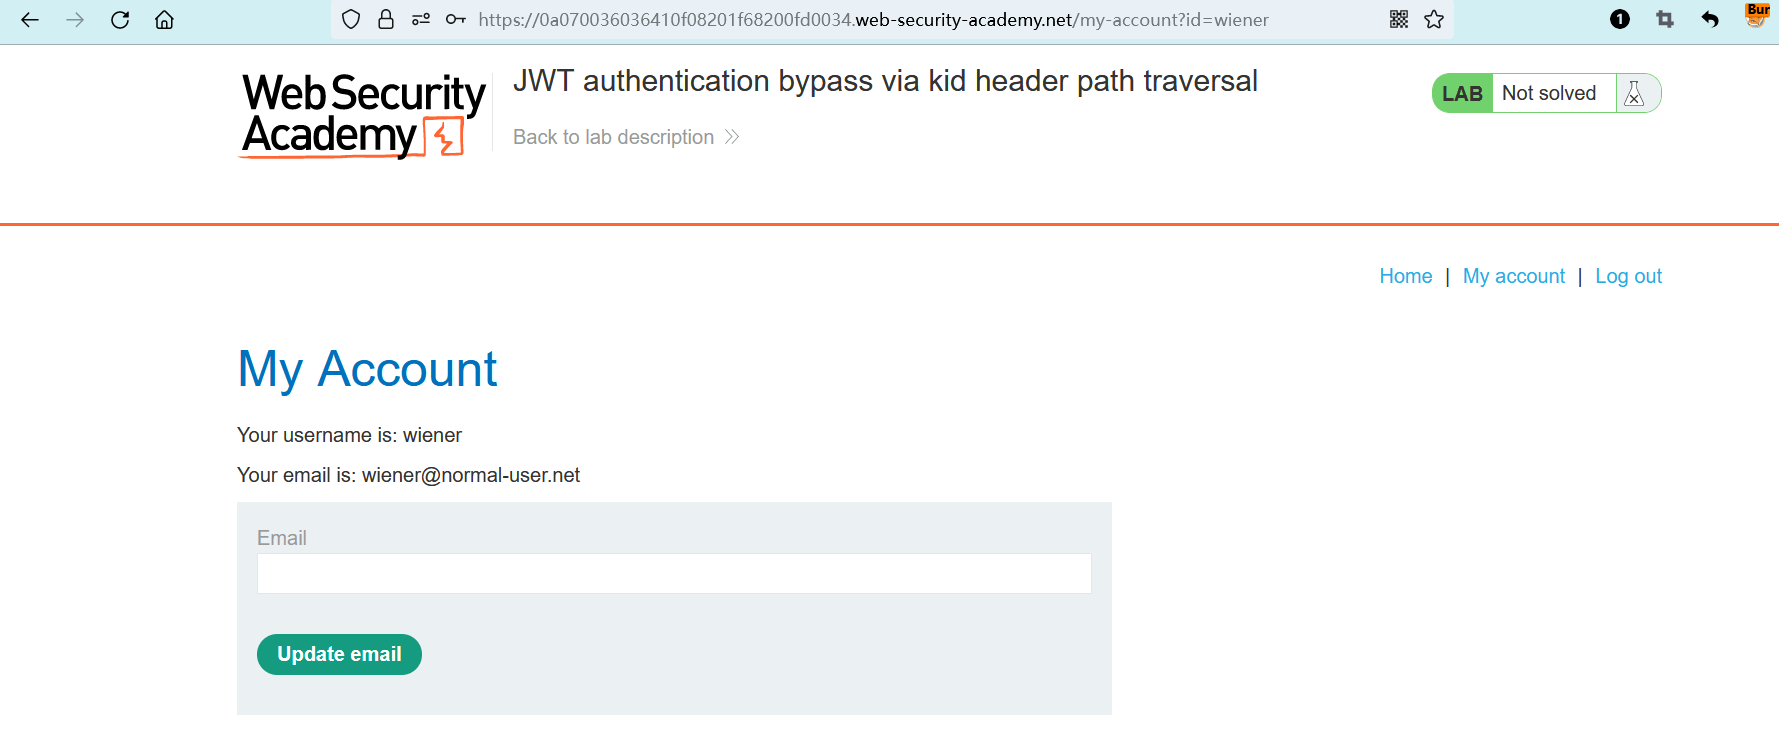 https://0a070036036410f08201f68200fd0034.web-security-academy.net/my-account?id=wiener
1
Bur
Web Security
Academy
JWT authentication bypass via kid header path traversal
Back to lab description
LAB Not solved
Home | My account | Log out
My Account
Your username is: wiener
Your email is: wiener@normal-user.net
Email
Update email